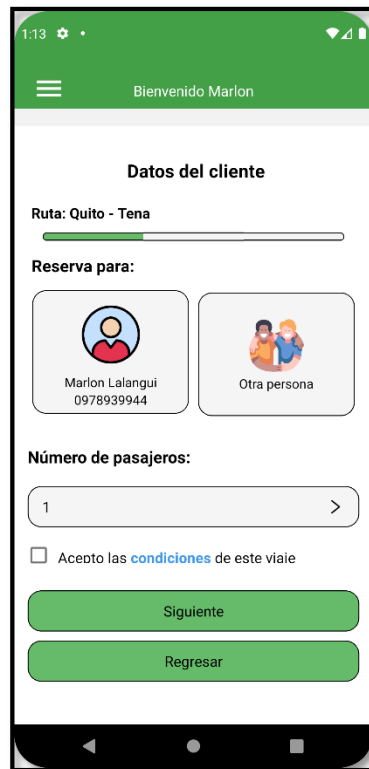 1:13
Bienvenido Marlon
Datos del cliente
Ruta: Quito - Tena
Reserva para:
Marlon Lalangui
0978939944
Otra persona
Número de pasajeros:
1
Acepto las condiciones de este viaje
Siguiente
Regresar